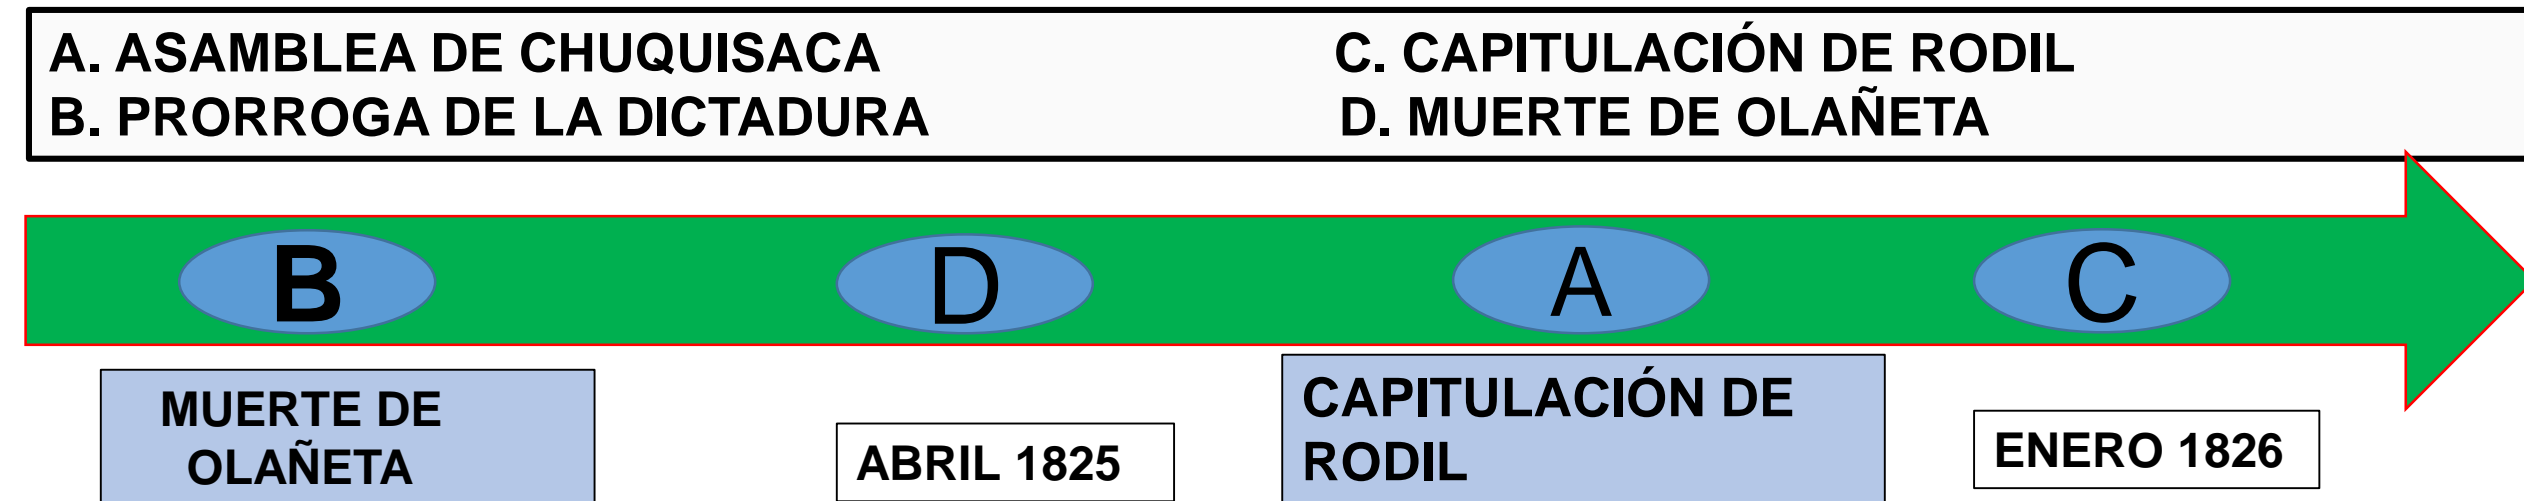 A. ASAMBLEA DE CHUQUISACA
B. PRORROGA DE LA DICTADURA
C. CAPITULACIÓN DE RODIL
D. MUERTE DE OLAÑETA
B
D
A
C
MUERTE DE
OLAÑETA
ABRIL 1825
CAPITULACIÓN DE
RODIL
ENERO 1826